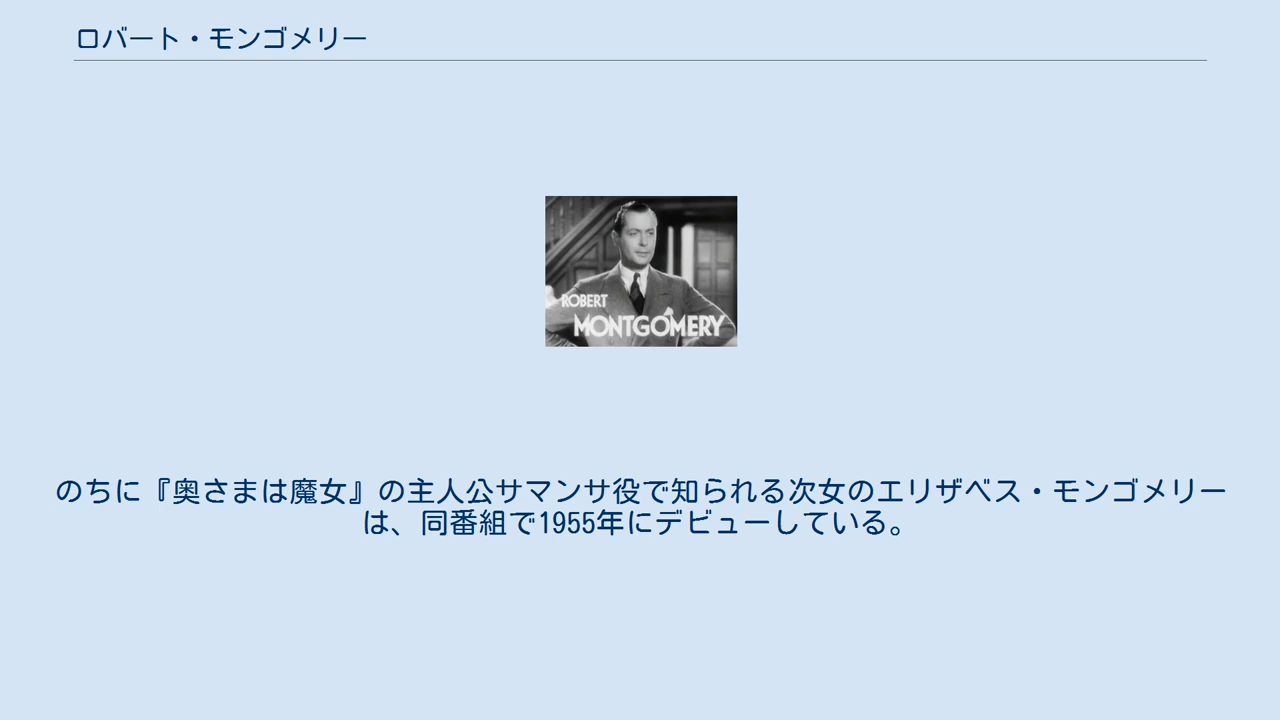 ロバート・モンゴメリー
ROBERT
MONTGOMERY
のちに『奥さまは魔女』の主人公サマンサ役で知られる次女のエリザベス・モンゴメリー
は、同番組で1955年にデビューしている。